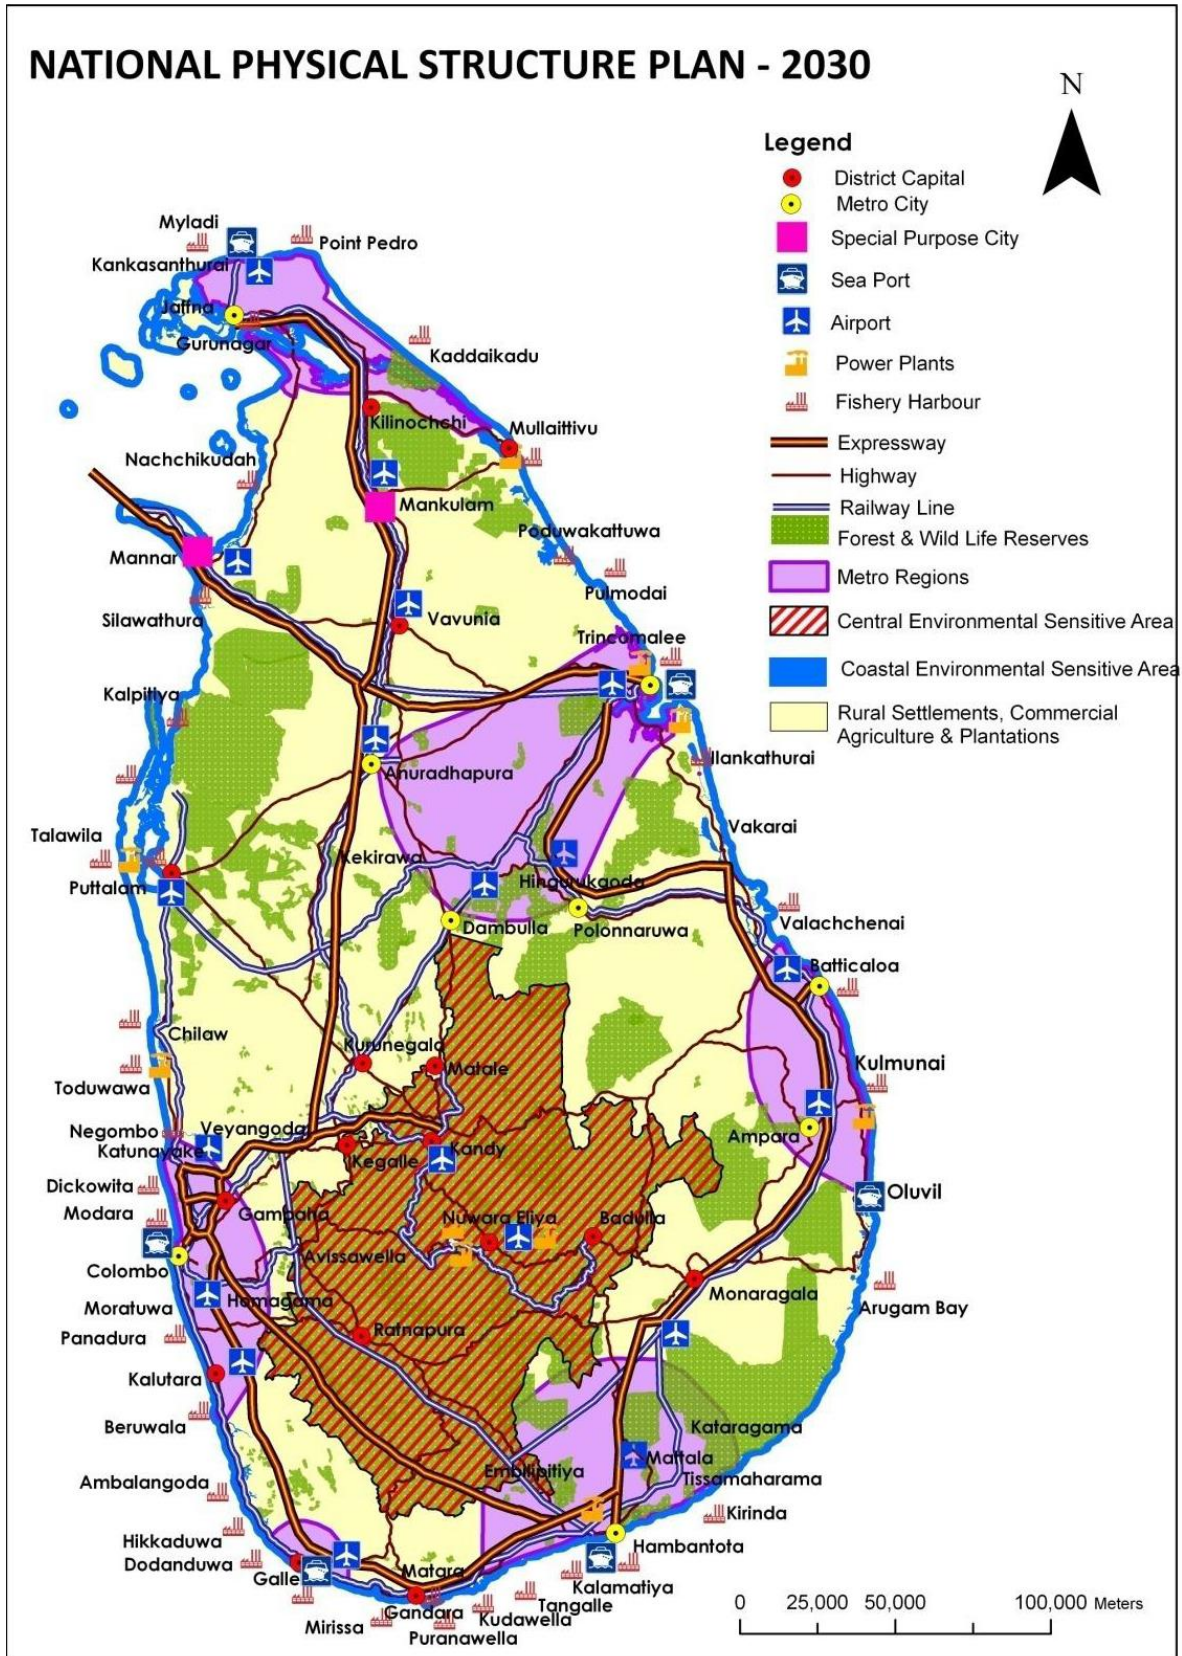 NATIONAL PHYSICAL STRUCTURE PLAN - 2030
N
Legend
District Capital
Metro City
Special Purpose City
Sea Port
Airport
Power Plants
Fishery Harbour
Expressway
Highway
Railway Line
Forest & Wild Life Reserves
Metro Regions
Central Environmental Sensitive Area
Coastal Environmental Sensitive Area
Rural Settlements, Commercial
Agriculture & Plantations
Myladi
Point Pedro
Kankasanthurai
Jaffna
Gurunagar
Kaddaikadu
Kilinochchi
Mullaittivu
Nachchikudah
Mankulam
Poduwakattuwa
Mannar
Pulmodai
Silawathura
Vavunia
Trincomalee
Kalpitiya
Anuradhapura
Illankathurai
Vakarai
Talawila
Kekirawa
Puttalam
Hingurukgoda
Dambulla
Polonnaruwa
Valachchenai
Batticaloa
Chilaw
Kurunegala
Matale
Kulmunai
Toduwawa
Negombo
Veyangoda
Katunayake
Ampara
Kegalle
Kandy
Dickowita
Oluvil
Modara
Gampaha
Nuwara Eliya
Badulla
Avissawella
Colombo
Monaragala
Moratuwa
Homagama
Arugam Bay
Panadura
Ratnapura
Kalutara
Beruwala
Kataragama
Mattala
Embilipitiya
Tissamaharama
Ambalangoda
Kirinda
Hikkaduwa
Hambantota
Dodanduwa
Galle
Matara
Kalamatiya
Tangalle
Gandara
Kudawella
Mirissa
Puranawella
0 25,000 50,000 100,000 Meters